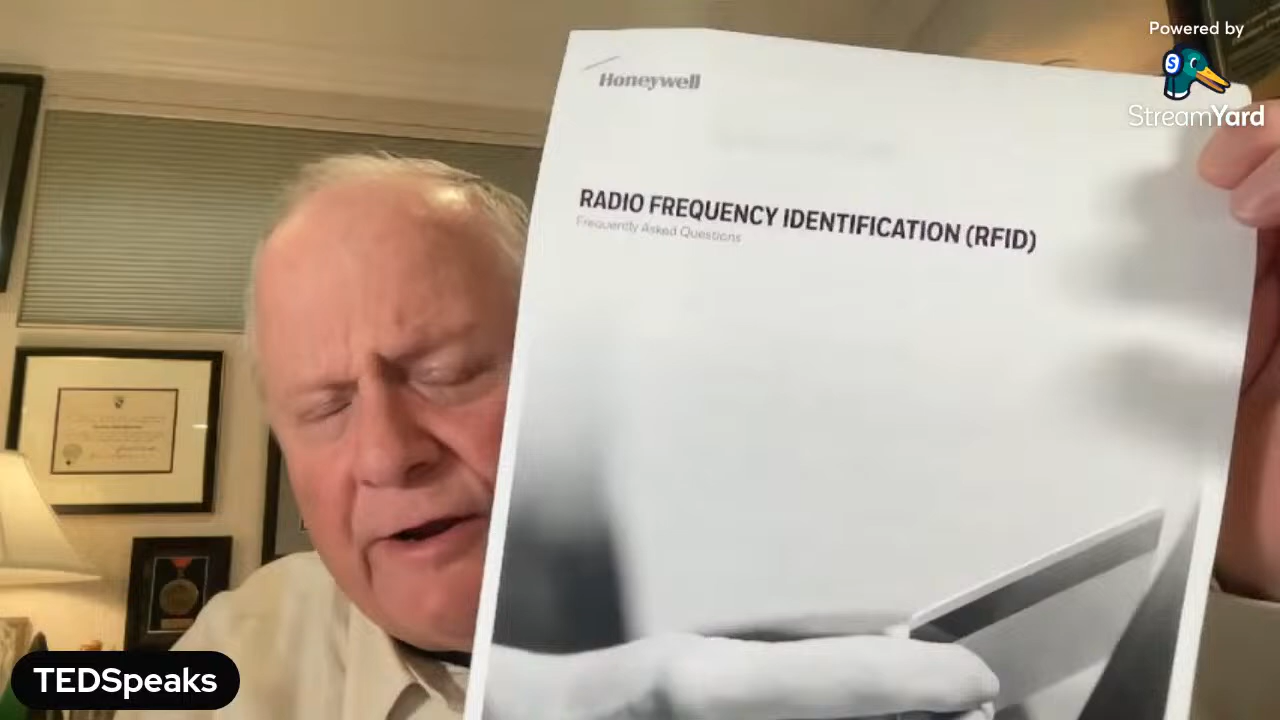 Powered by
StreamYard
Honeywell
RADIO FREQUENCY IDENTIFICATION (RFID)
Frequently Asked Questions
TEDSpeaks